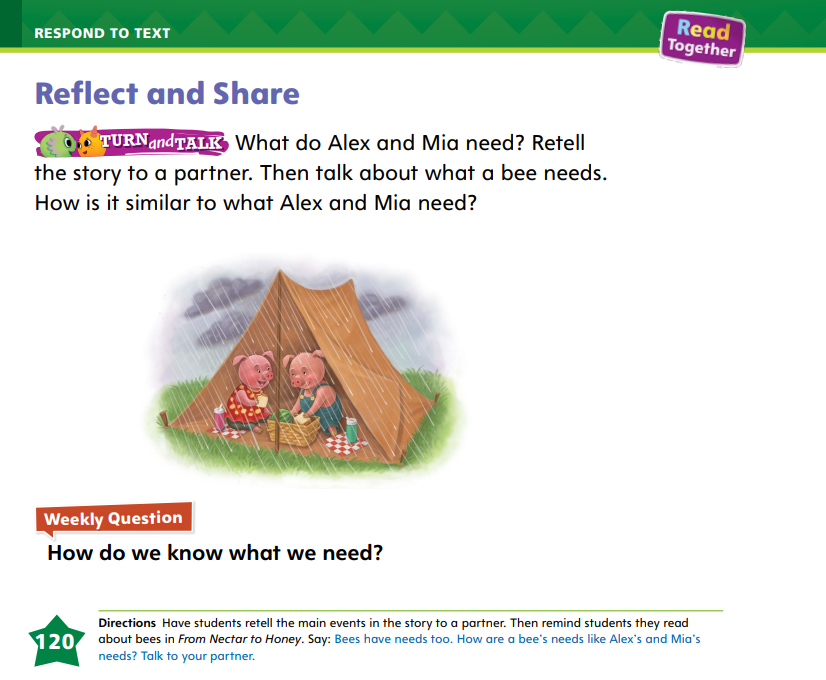 RESPOND TO TEXT
Read
Together
Reflect and Share
TURN and TALK What do Alex and Mia need? Retell
the story to a partner. Then talk about what a bee needs.
How is it similar to what Alex and Mia need?
Weekly Question
How do we know what we need?
Directions Have students retell the main events in the story to a partner. Then remind students they read
about bees in From Nectar to Honey. Say: Bees have needs too. How are a bee's needs like Alex's and Mia's
needs? Talk to your partner.
120